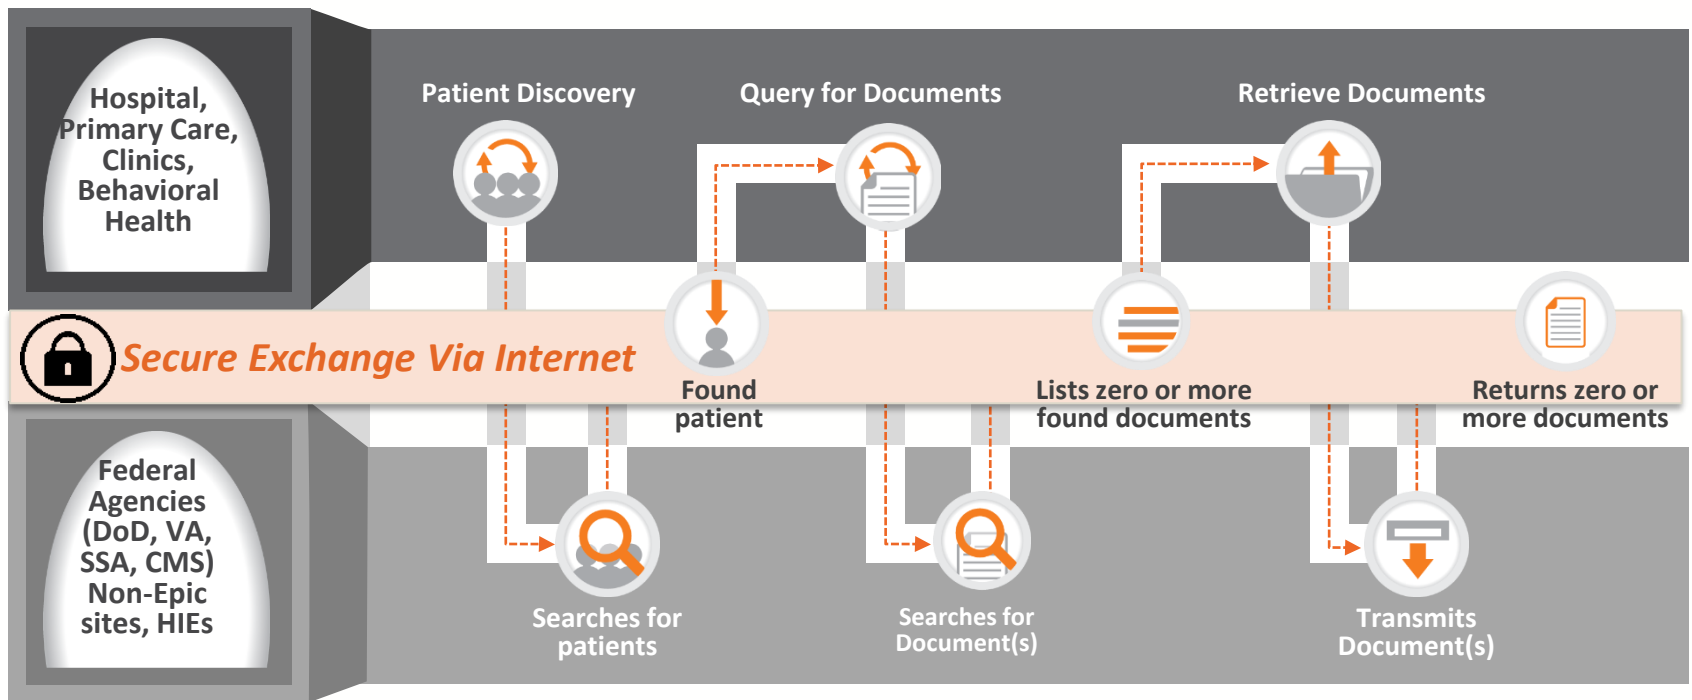 Hospital,
Primary Care,
Clinics,
Behavioral
Health
Patient Discovery
Query for Documents
Retrieve Documents
Secure Exchange Via Internet
Found
patient
Lists zero or more
found documents
Returns zero or
more documents
Federal
Agencies
(DoD, VA,
SSA, CMS)
Non-Epic
sites, HIEs
Searches for
patients
Searches for
Document(s)
Transmits
Document(s)